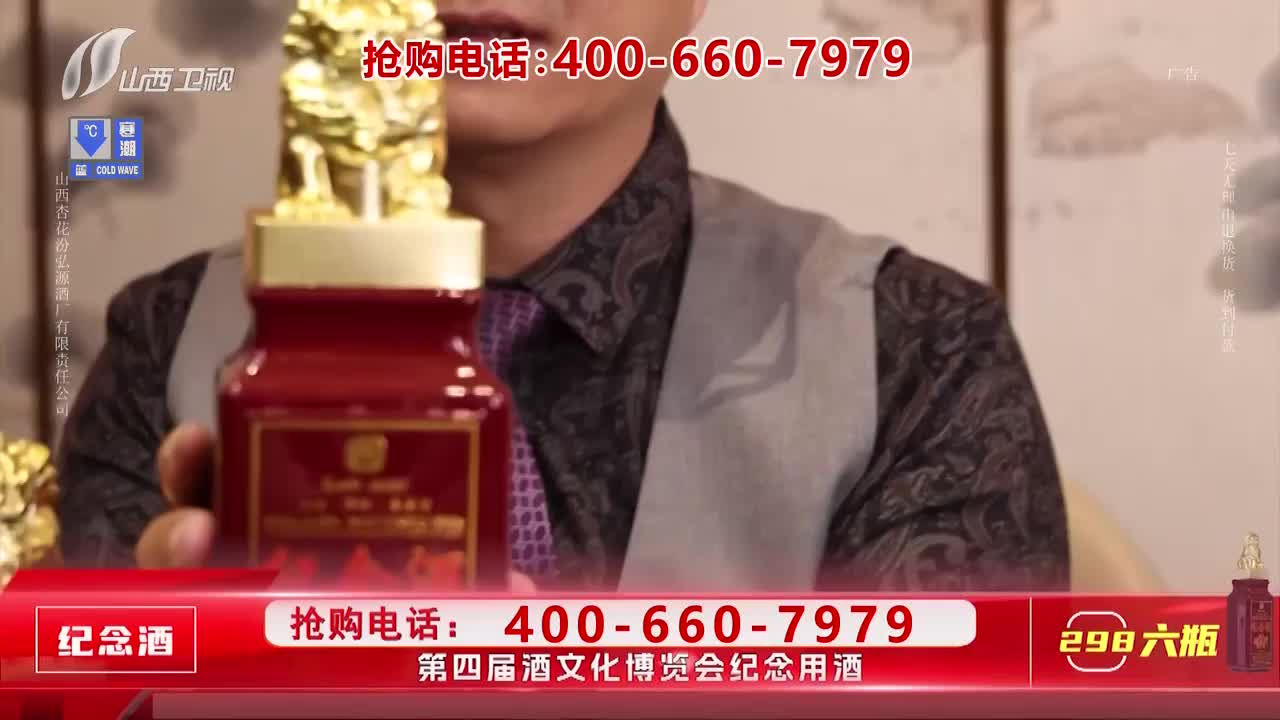 抢购电话:400-660-7979
山西卫视
广告
℃
寒潮
蓝 COLD WAVE
山西杏花汾弘源酒厂有限责任公司
七天无理由退换货 货到付款
纪念酒
抢购电话: 400-660-7979
第四届酒文化博览会纪念用酒
298六瓶